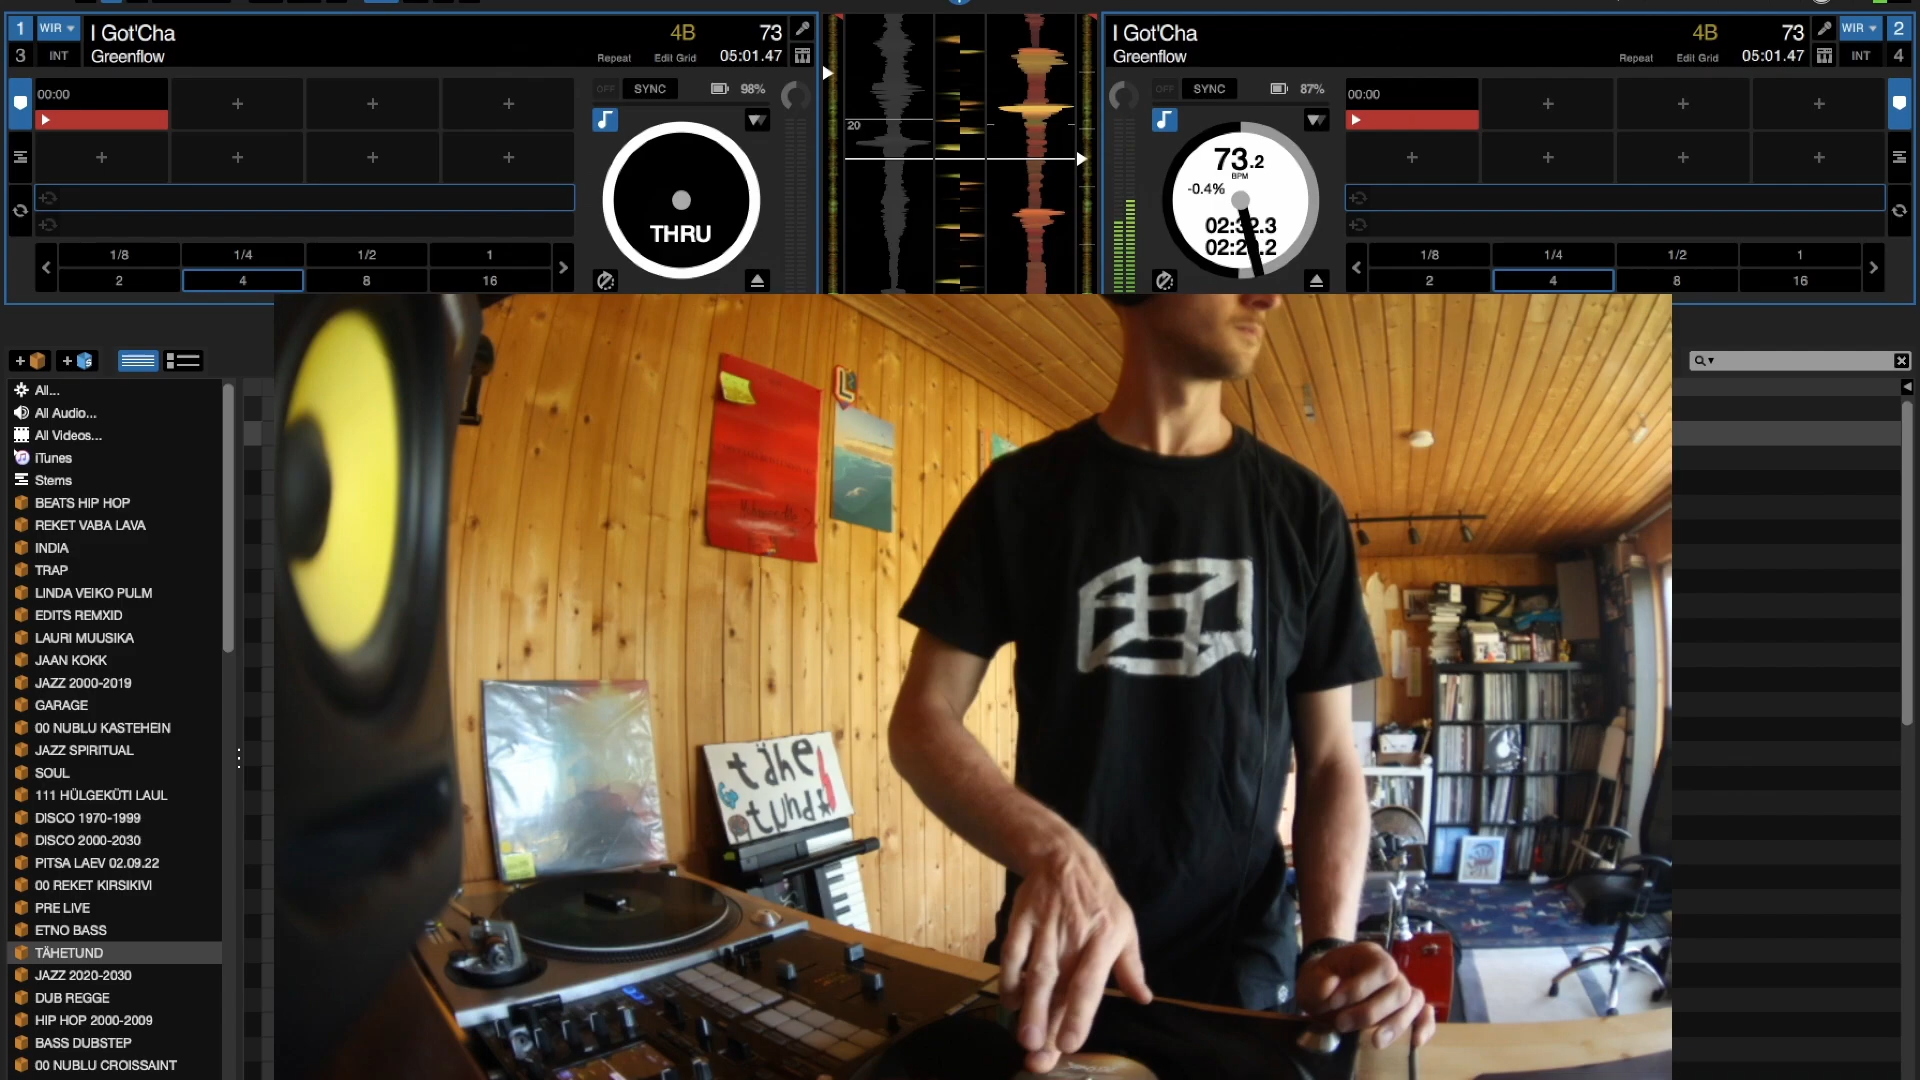 1 WIR I Got'Cha 4B 73
3 INT Greenflow Repeat Edit Grid 05:01.47
00:00
OFF SYNC 98%
THRU
1/8 1/4 1/2 1
2 4 8 16
20
I Got'Cha 4B 73 WIR 2
Greenflow Repeat Edit Grid 05:01.47 INT 4
OFF SYNC 87%
73.2
BPM
-0.4%
00:00
1/8 1/4 1/2 1
2 4 8 16
All...
All Audio...
All Videos...
iTunes
Stems
BEATS HIP HOP
REKET VABA LAVA
INDIA
TRAP
LINDA VEIKO PULM
EDITS REMXID
LAURI MUUSIKA
JAAN KOKK
JAZZ 2000-2019
GARAGE
00 NUBLU KASTEHEIN
JAZZ SPIRITUAL
SOUL
111 HÜLGEKÜTI LAUL
DISCO 1970-1999
DISCO 2000-2030
PITSA LAEV 02.09.22
00 REKET KIRSIKIVI
PRE LIVE
ETNO BASS
TÄHETUND
JAZZ 2020-2030
DUB REGGE
HIP HOP 2000-2009
BASS DUBSTEP
00 NUBLU CROISSAINT
tähe
tund